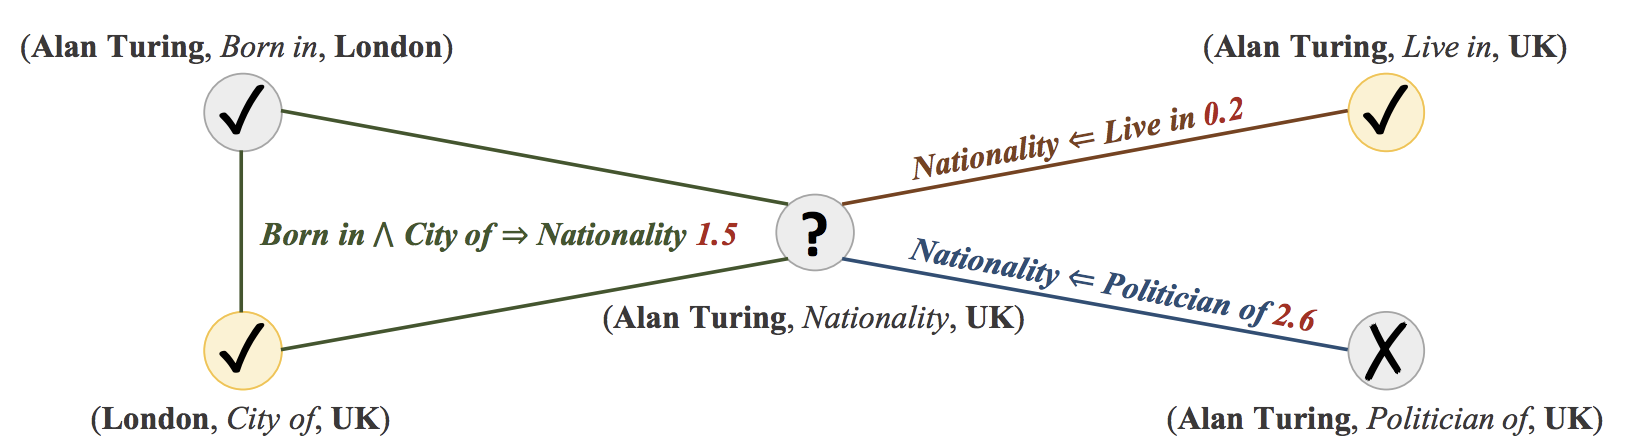 (Alan Turing, Born in, London)
(Alan Turing, Live in, UK)
Nationality ⇐ Live in 0.2
Born in ∧ City of ⇒ Nationality 1.5
?
Nationality ⇐ Politician of 2.6
(Alan Turing, Nationality, UK)
(London, City of, UK)
(Alan Turing, Politician of, UK)